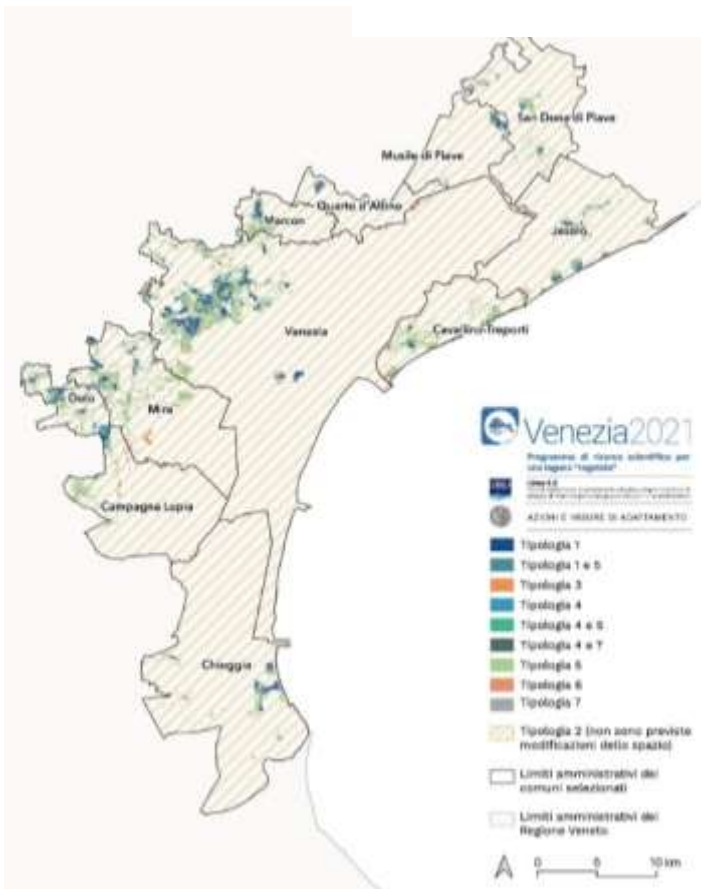 San Donà di Piave
Musile di Piave
Quarto d'Altino
Marcon
Jesolo
Cavallino-Treporti
Venezia
Dolo
Mira
Campagna Lupia
Chioggia
Venezia2021
Programma di ricerca scientifica per
una laguna "regolata"
Linea 5.3
AZIONI E MISURE DI ADATTAMENTO
Tipologia 1
Tipologia 1 e 5
Tipologia 3
Tipologia 4
Tipologia 4 e 5
Tipologia 4 e 7
Tipologia 5
Tipologia 6
Tipologia 7
Tipologia 2 (non sono previste
modificazioni dello spazio)
Limiti amministrativi dei
comuni selezionati
Limiti amministrativi del
Regione Veneto
0 10 km